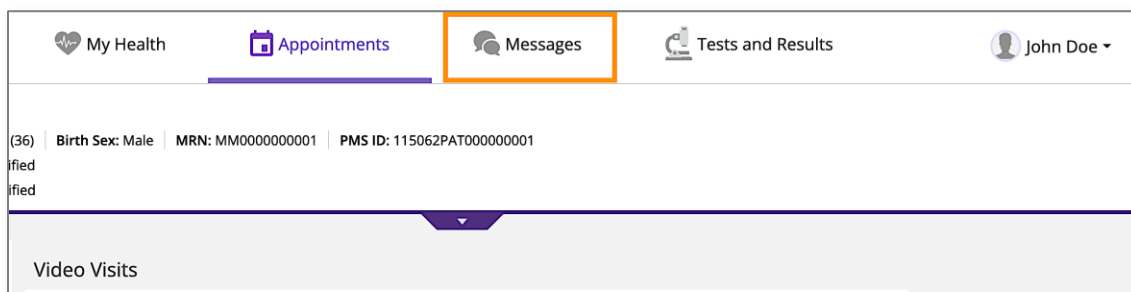 My Health Appointments Messages Tests and Results John Doe
(36) Birth Sex: Male MRN: MM0000000001 PMS ID: 115062PAT000000001
ified
ified
Video Visits